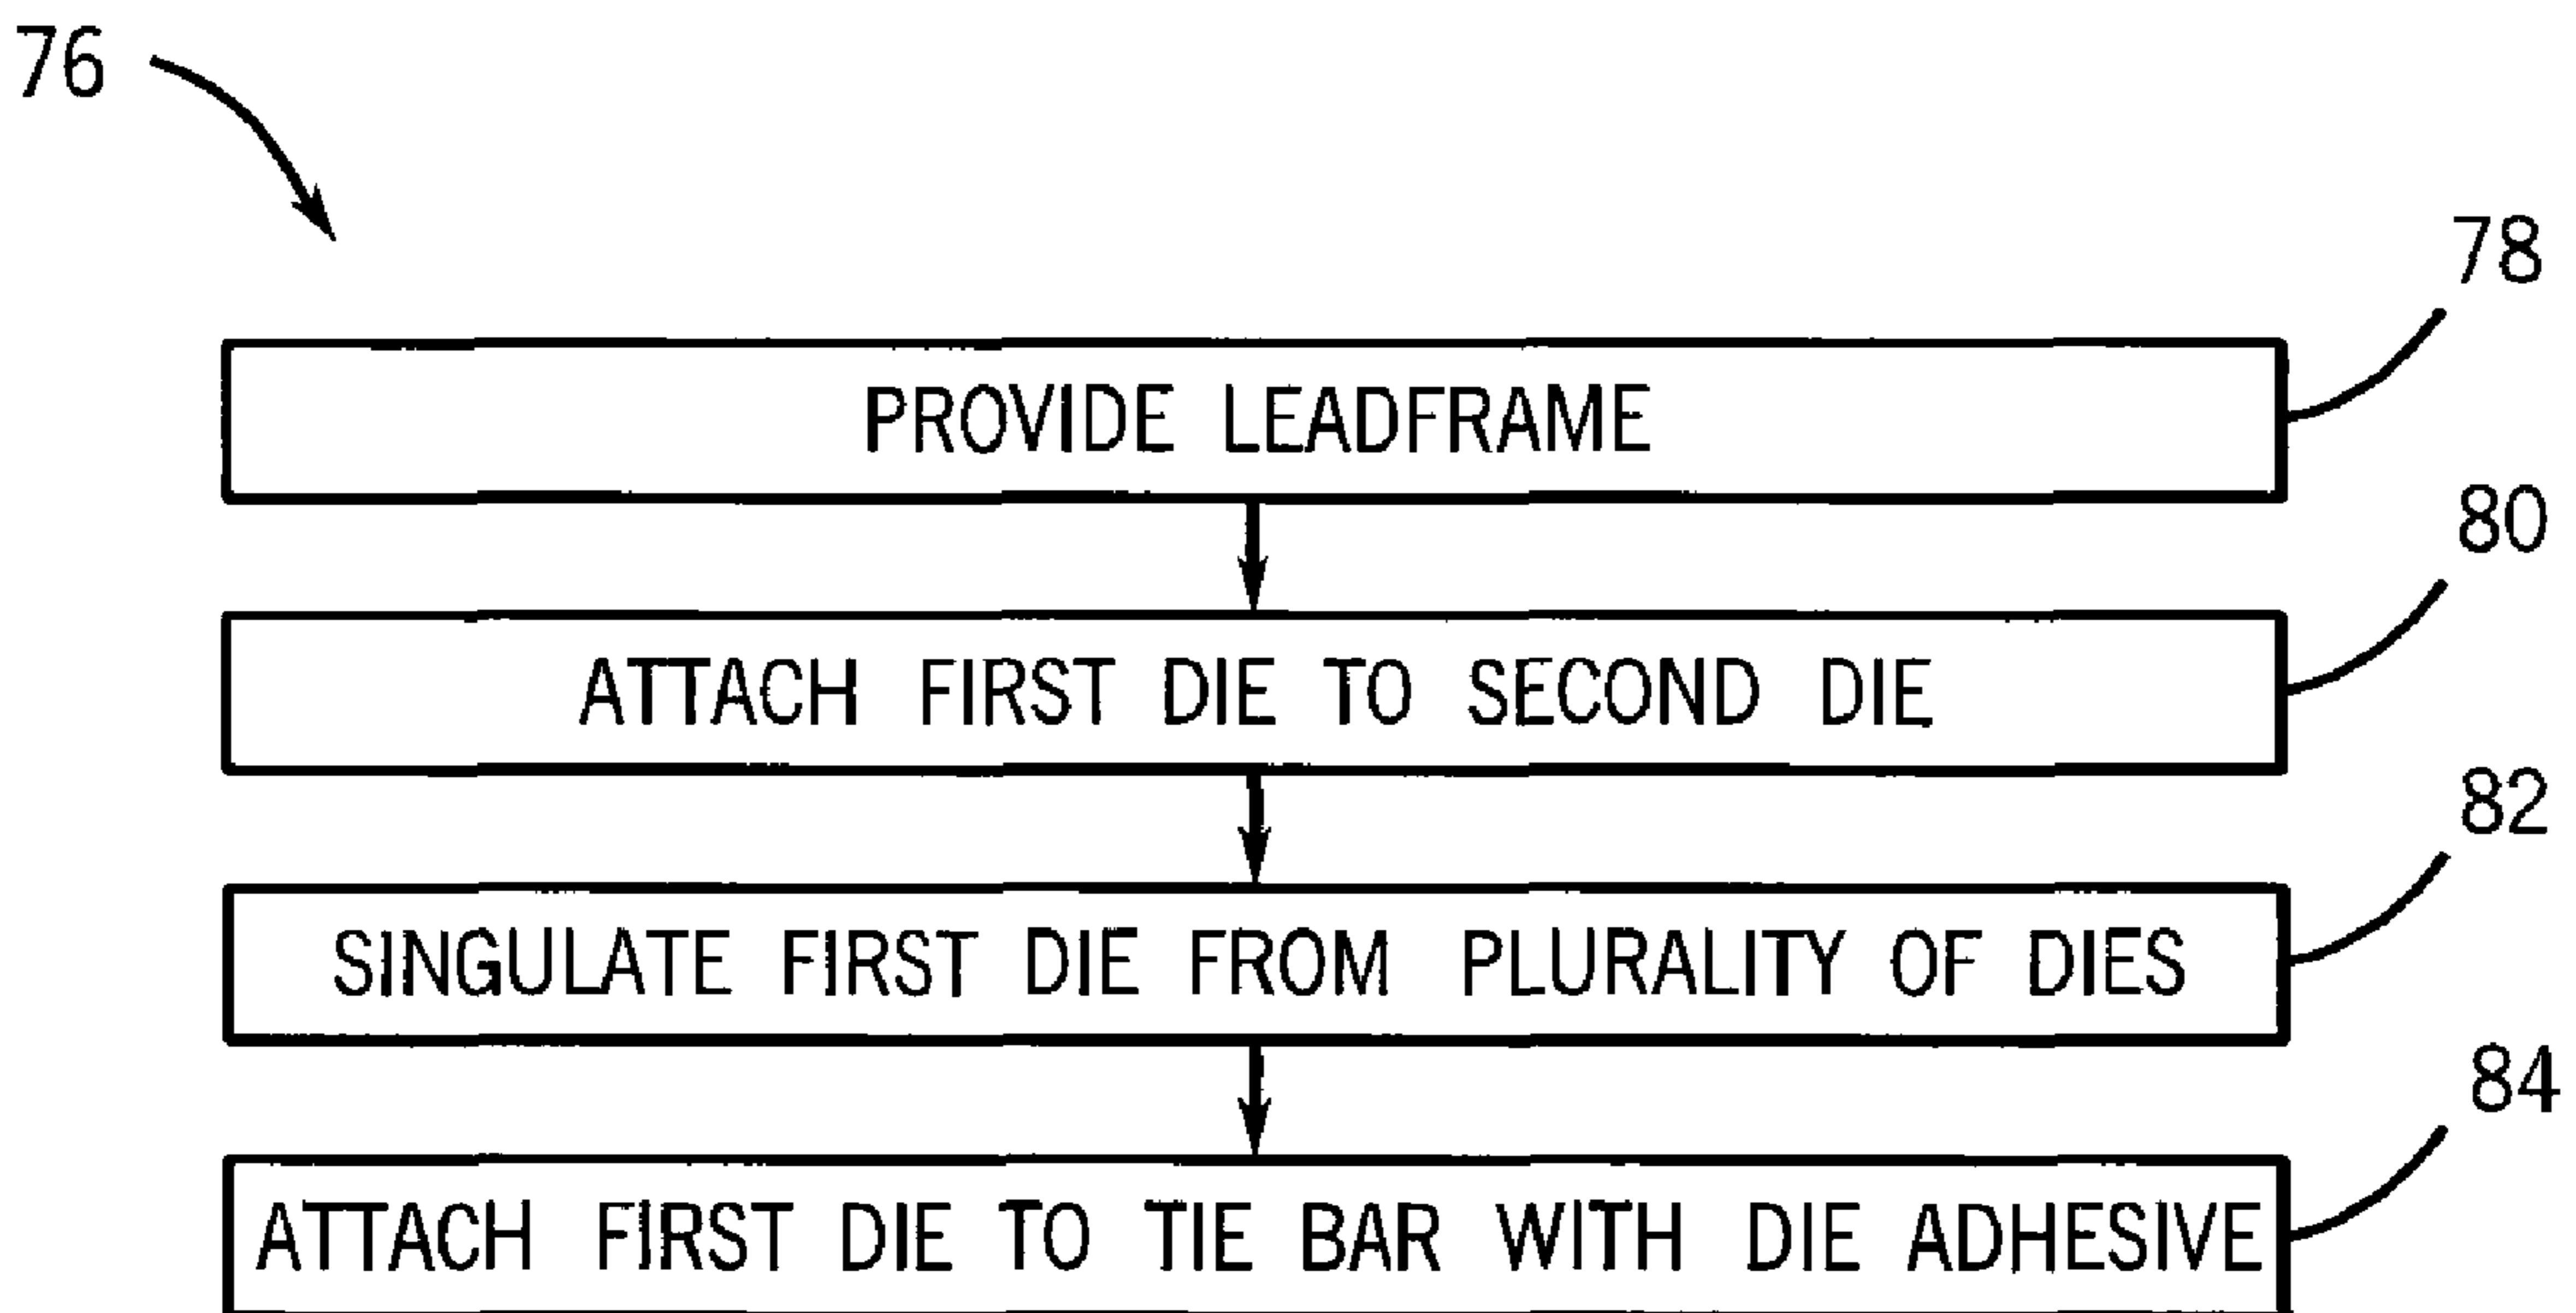 76
78
PROVIDE LEADFRAME
80
ATTACH FIRST DIE TO SECOND DIE
82
SINGULATE FIRST DIE FROM PLURALITY OF DIES
84
ATTACH FIRST DIE TO TIE BAR WITH DIE ADHESIVE